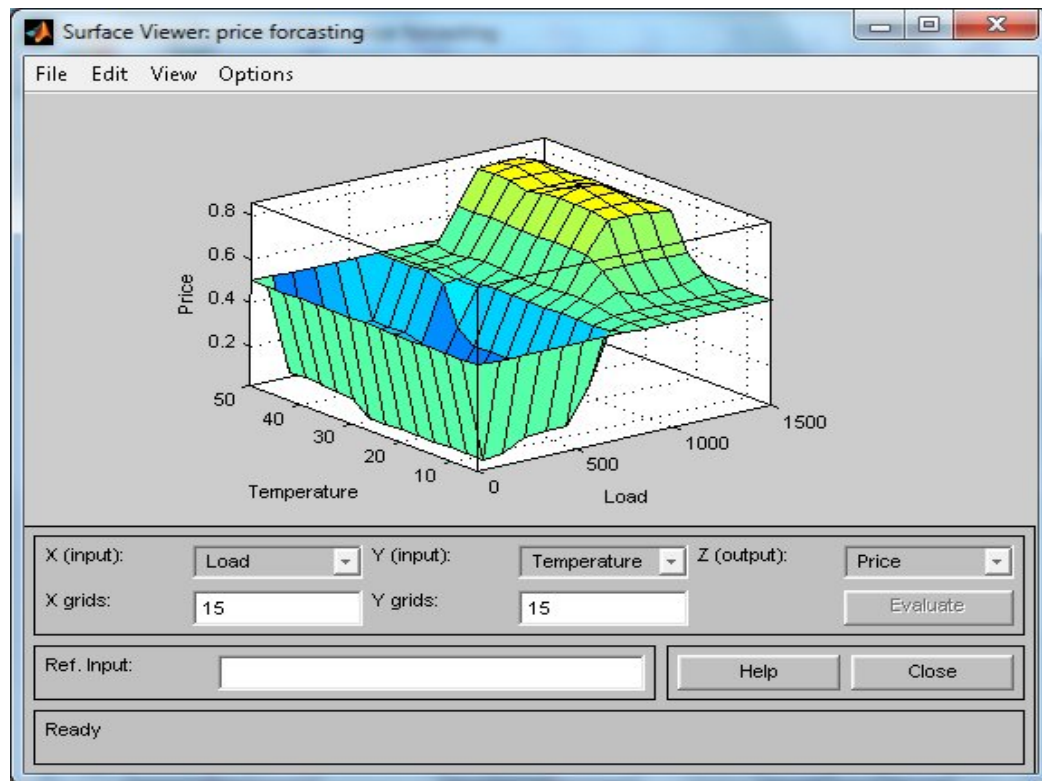 Surface Viewer: price forcasting
File Edit View Options
Price
0.8
0.6
0.4
0.2
50
40
30
20
10
Temperature
0
500
1000
1500
Load
X (input):
Load
Y (input):
Temperature
Z (output):
Price
X grids:
15
Y grids:
15
Evaluate
Ref. Input:
Help
Close
Ready